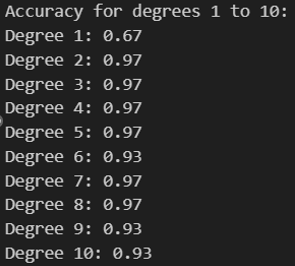 Accuracy for degrees 1 to 10:
Degree 1: 0.67
Degree 2: 0.97
Degree 3: 0.97
Degree 4: 0.97
Degree 5: 0.97
Degree 6: 0.93
Degree 7: 0.97
Degree 8: 0.97
Degree 9: 0.93
Degree 10: 0.93